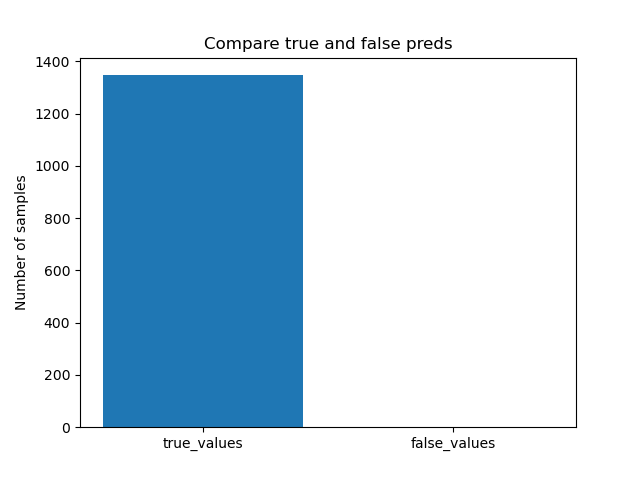 Compare true and false preds
Number of samples
1400
1200
1000
800
600
400
200
0
true_values
false_values